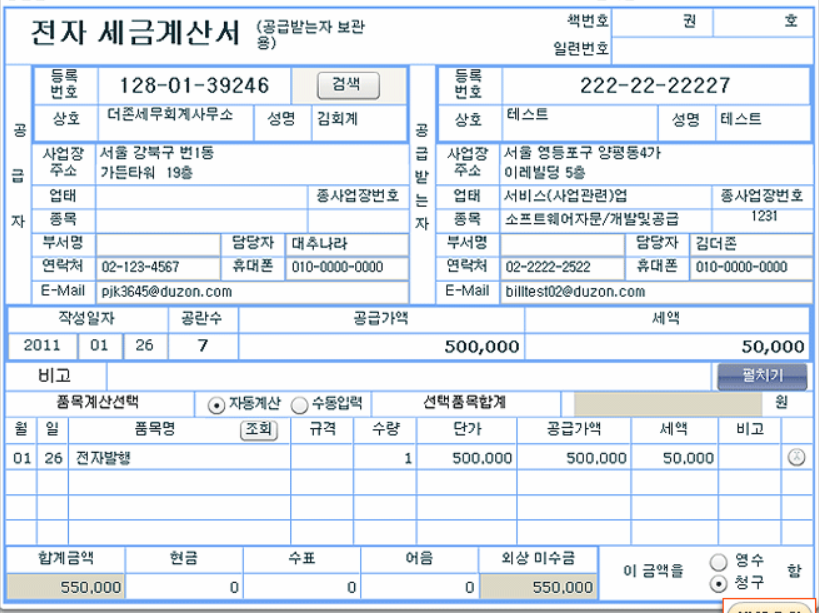 전자 세금계산서 (공급받는자 보관
용)
책번호 권 호
일련번호
공급자
등록
번호 128-01-39246 검색
상호 더존세무회계사무소 성명 김회계
사업장
주소 서울 강북구 번1동
가든타워 19층
업태 종사업장번호
종목
부서명 담당자 대추나라
연락처 02-123-4567 휴대폰 010-0000-0000
E-Mail pjk3645@duzon.com
공급받는자
등록
번호 222-22-22227
상호 테스트 성명 테스트
사업장
주소 서울 영등포구 양평동4가
이레빌딩 5층
업태 서비스(사업관련)업 종사업장번호
종목 소프트웨어자문/개발및공급 1231
부서명 담당자 김더존
연락처 02-2222-2522 휴대폰 010-0000-0000
E-Mail billtest02@duzon.com
작성일자 공란수 공급가액 세액
2011 01 26 7 500,000 50,000
비고 펼치기
품목계산선택 자동계산 수동입력 선택품목합계 원
월 일 품목명 조회 규격 수량 단가 공급가액 세액 비고
01 26 전자발행 1 500,000 500,000 50,000
합계금액 현금 수표 어음 외상 미수금
550,000 0 0 0 550,000
이 금액을 영수 함
청구